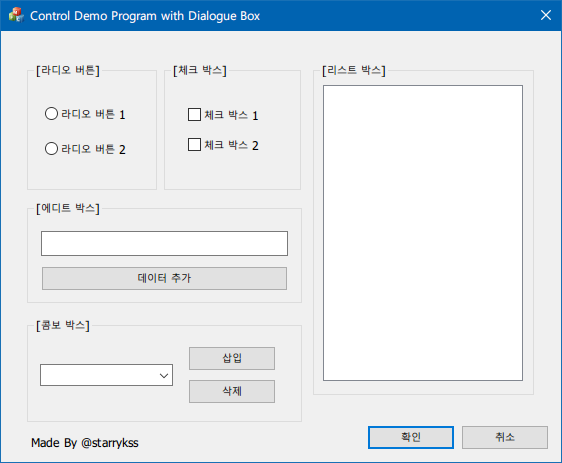 Control Demo Program with Dialogue Box
[라디오 버튼]
라디오 버튼 1
라디오 버튼 2
[체크 박스]
체크 박스 1
체크 박스 2
[리스트 박스]
[에디트 박스]
데이터 추가
[콤보 박스]
삽입
삭제
Made By @starrykss
확인
취소